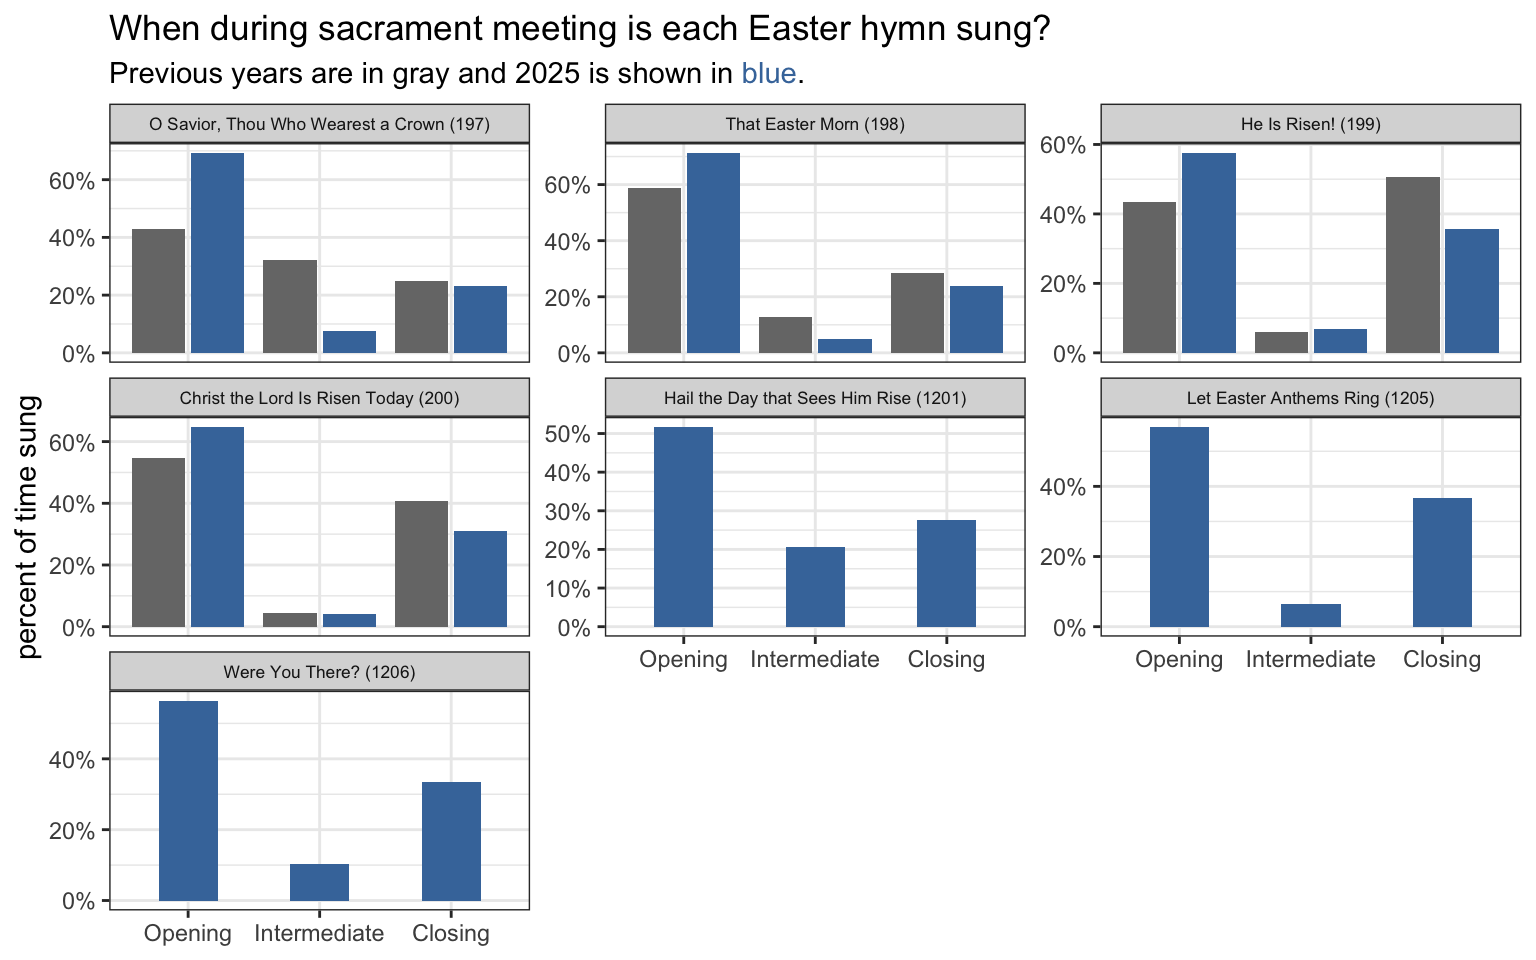 When during sacrament meeting is each Easter hymn sung?
Previous years are in gray and 2025 is shown in blue.
percent of time sung
O Savior, Thou Who Wearest a Crown (197)
60%
40%
20%
0%
That Easter Morn (198)
60%
40%
20%
0%
He Is Risen! (199)
60%
40%
20%
0%
Christ the Lord Is Risen Today (200)
60%
40%
20%
0%
Hail the Day that Sees Him Rise (1201)
50%
40%
30%
20%
10%
0%
Opening Intermediate Closing
Let Easter Anthems Ring (1205)
40%
20%
0%
Opening Intermediate Closing
Were You There? (1206)
40%
20%
0%
Opening Intermediate Closing